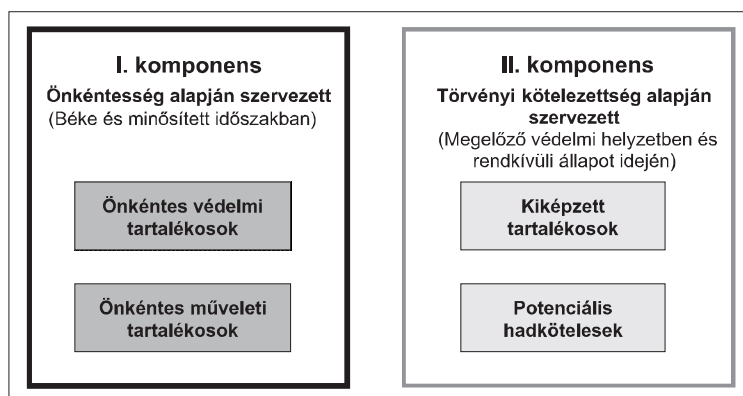 I. komponens
Önkéntesség alapján szervezett
(Béke és minősített időszakban)
Önkéntes védelmi
tartalékosok
Önkéntes műveleti
tartalékosok
II. komponens
Törvényi kötelezettség alapján
szervezett
(Megelőző védelmi helyzetben és
rendkívüli állapot idején)
Kiképzett
tartalékosok
Potenciális
hadkötelesek